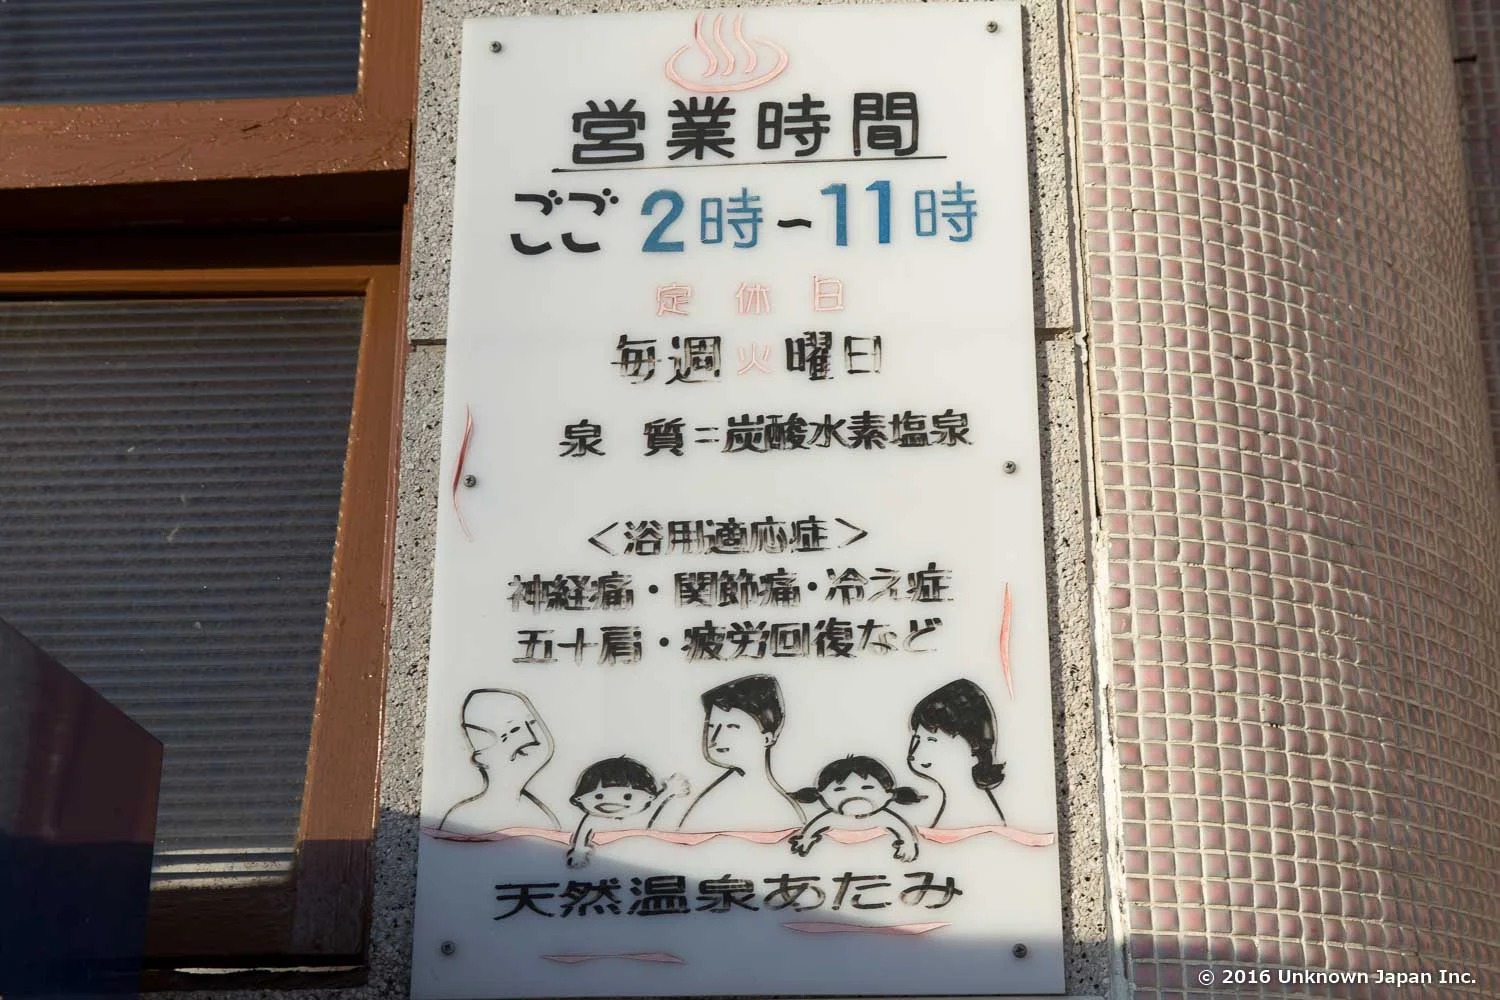 営業時間
ごご2時~11時
定休日
毎週火曜日
泉質=炭酸水素塩泉
<浴用適応症>
神経痛・関節痛・冷え症
五十肩・疲労回復など
天然温泉あたみ
© 2016 Unknown Japan Inc.